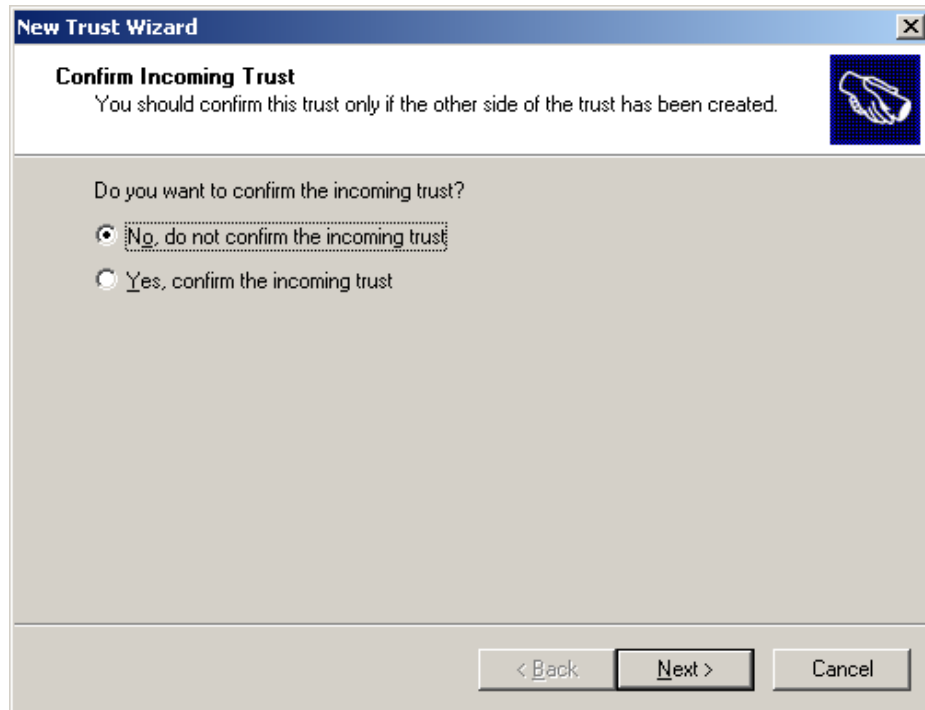 New Trust Wizard
Confirm Incoming Trust
You should confirm this trust only if the other side of the trust has been created.
Do you want to confirm the incoming trust?
No, do not confirm the incoming trust
Yes, confirm the incoming trust
< Back Next > Cancel